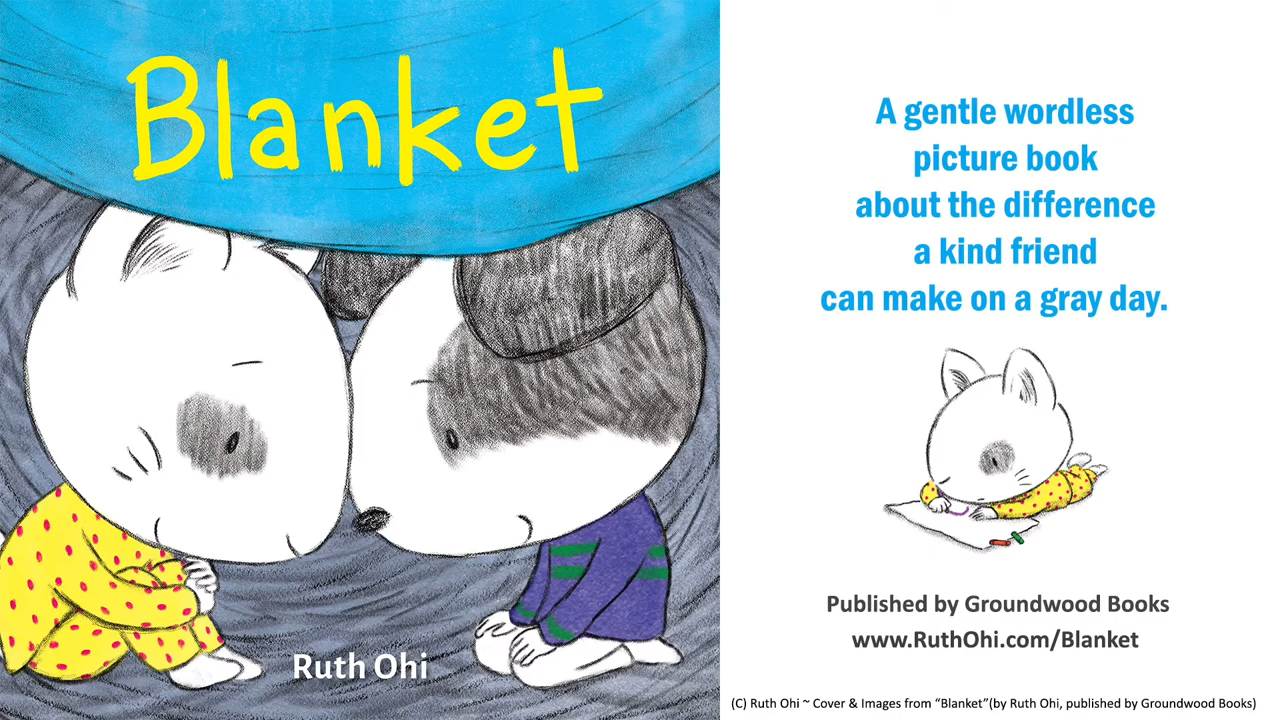 Blanket
Ruth Ohi
A gentle wordless
picture book
about the difference
a kind friend
can make on a gray day.
Published by Groundwood Books
www.RuthOhi.com/Blanket
(C) Ruth Ohi ~ Cover & Images from “Blanket”(by Ruth Ohi, published by Groundwood Books)